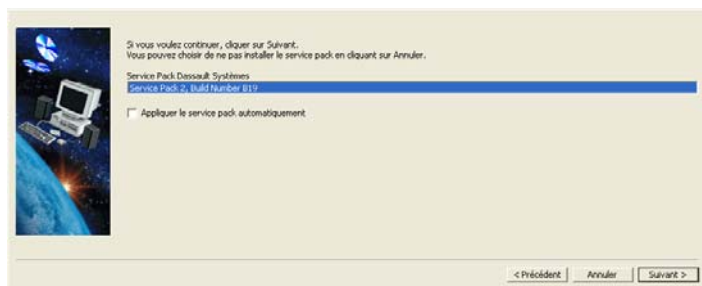 Si vous voulez continuer, cliquer sur Suivant.
Vous pouvez choisir de ne pas installer le service pack en cliquant sur Annuler.
Service Pack Dassault Systèmes
Service Pack 2, Build Number B19
Appliquer le service pack automatiquement
< Précédent
Annuler
Suivant >